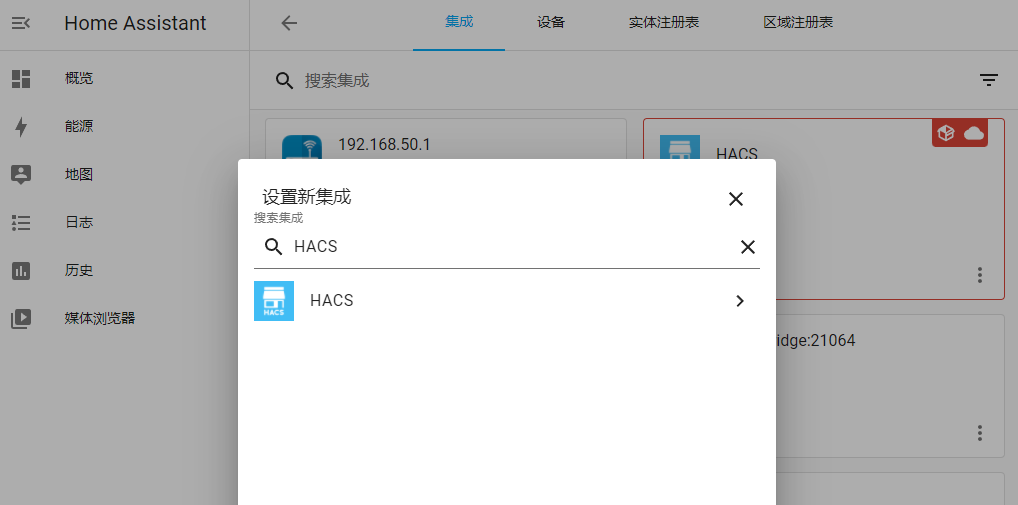 Home Assistant
集成
设备
实体注册表
区域注册表
概览
能源
地图
日志
历史
媒体浏览器
搜索集成
192.168.50.1
HACS
设置新集成
搜索集成
HACS
HACS
HACS
idge:21064